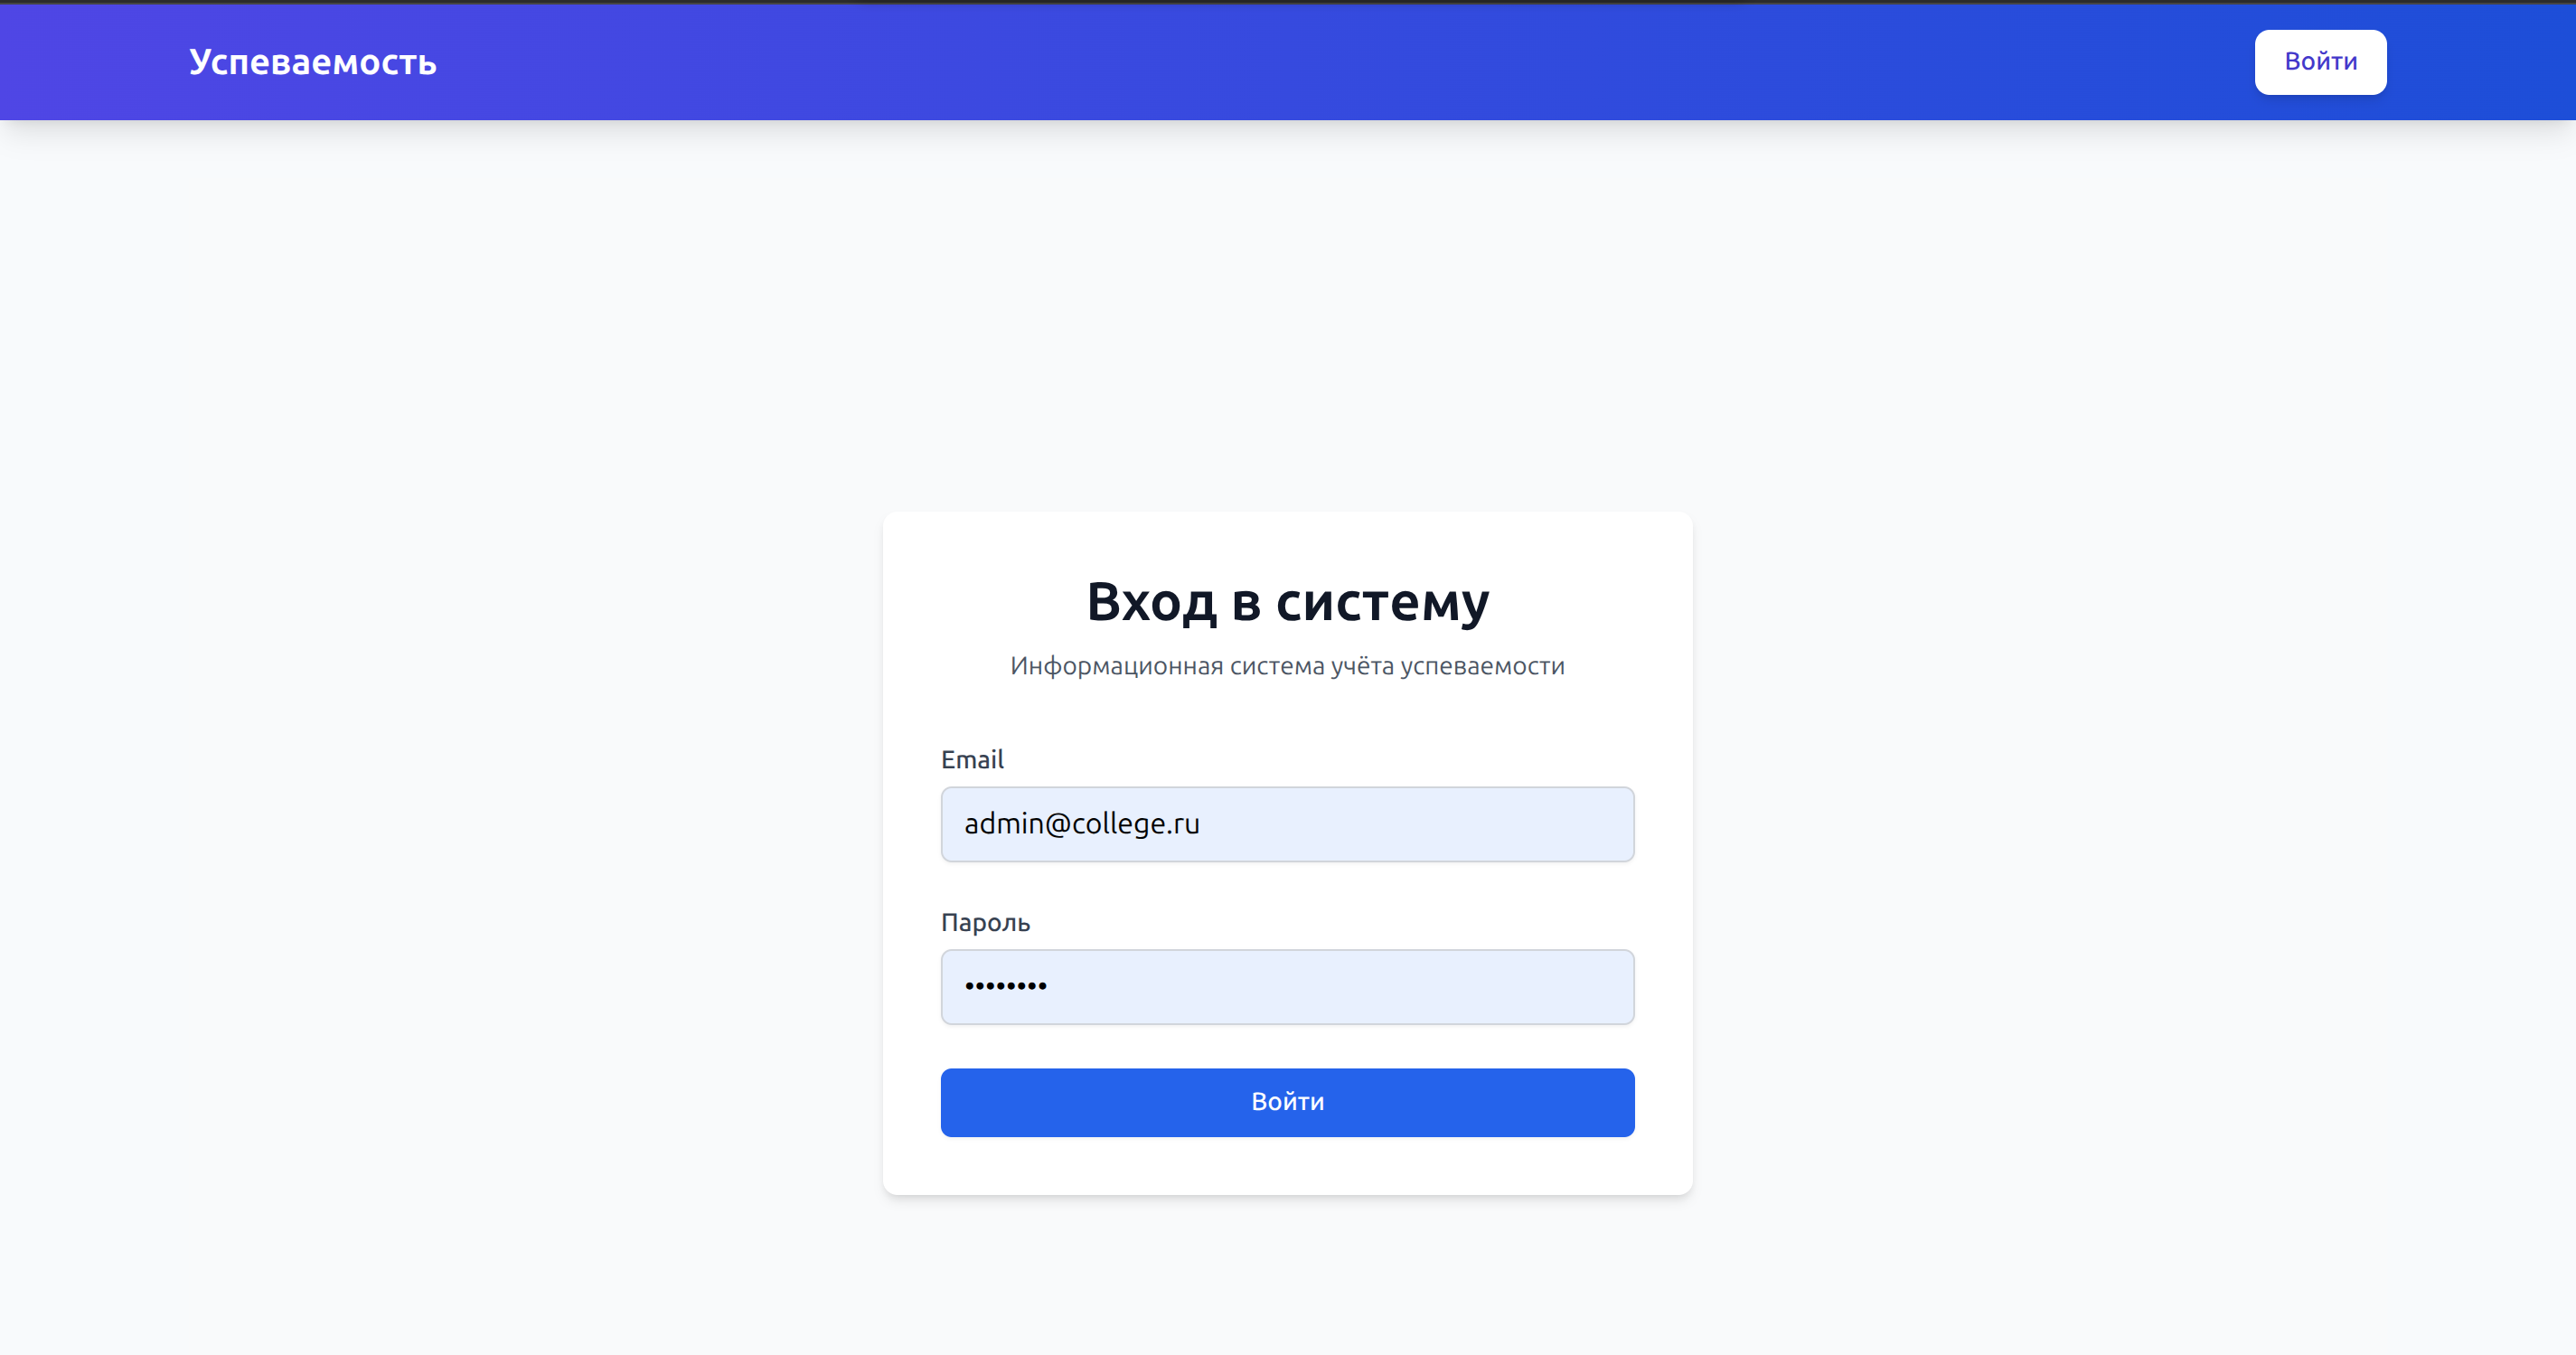 Успеваемость
Войти
Вход в систему
Информационная система учёта успеваемости
Email
admin@college.ru
Пароль
••••••••
Войти